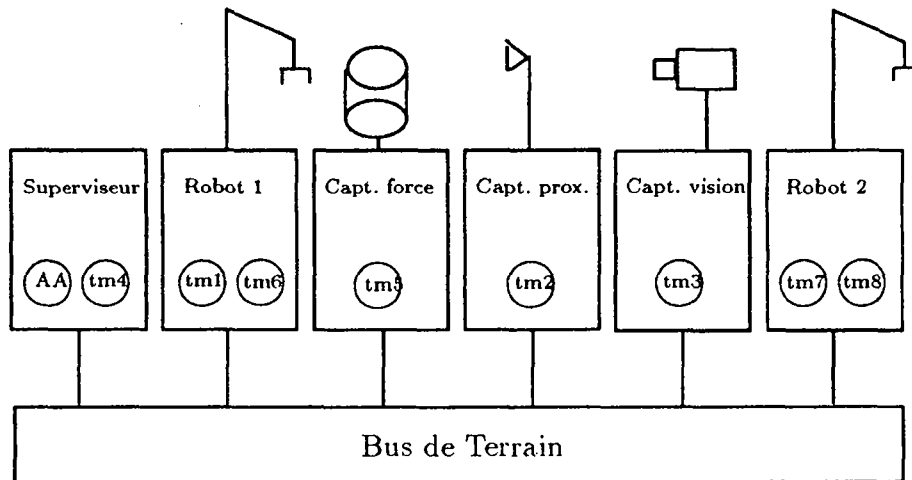 Superviseur
Robot 1
Capt. force
Capt. prox.
Capt. vision
Robot 2
AA
tm4
tm1
tm6
tm5
tm2
tm3
tm7
tm8
Bus de Terrain